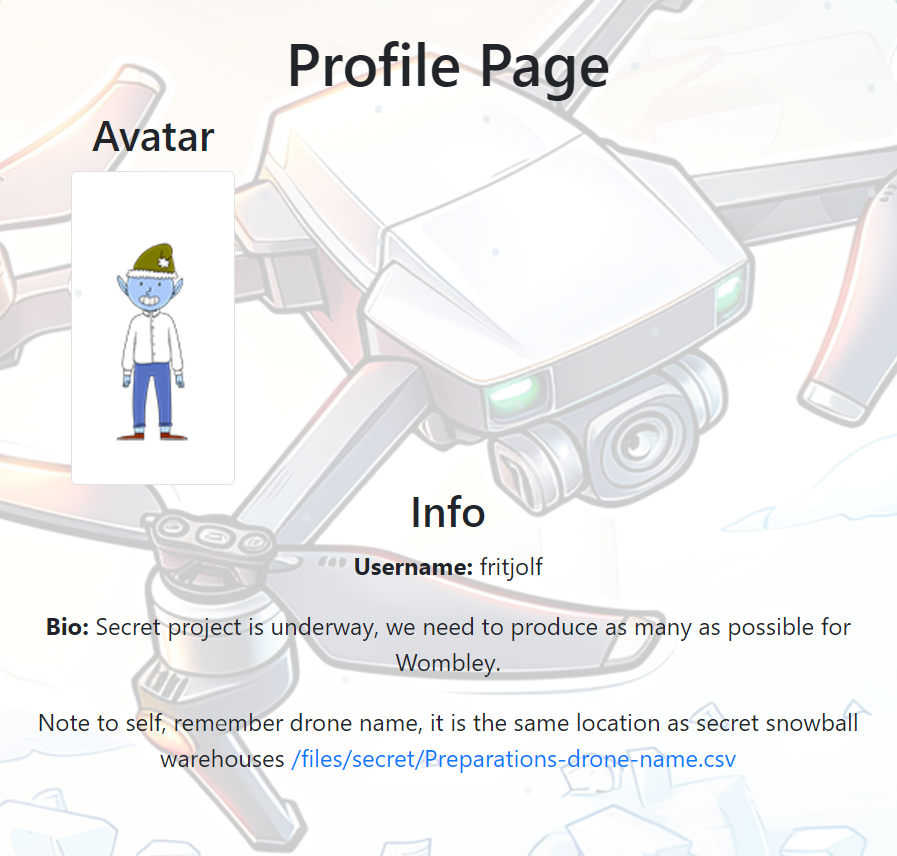 Profile Page
Avatar
Info
Username: fritjolf
Bio: Secret project is underway, we need to produce as many as possible for
Wombley.
Note to self, remember drone name, it is the same location as secret snowball
warehouses /files/secret/Preparations-drone-name.csv